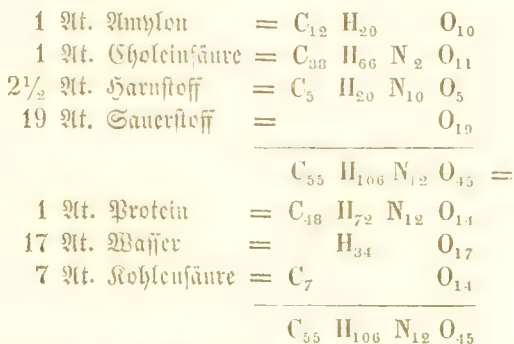 1 At. Amylon = C₁₂ H₂₀ O₁₀
1 At. Choleinsäure = C₃₈ H₆₆ N₂ O₁₁
2½ At. Harnstoff = C₅ H₂₀ N₁₀ O₅
19 At. Sauerstoff = O₁₉
C₅₅ H₁₀₆ N₁₂ O₄₅ =
1 At. Protein = C₄₈ H₇₂ N₁₂ O₁₄
17 At. Wasser = H₃₄ O₁₇
7 At. Kohlensäure = C₇ O₁₄
C₅₅ H₁₀₆ N₁₂ O₄₅